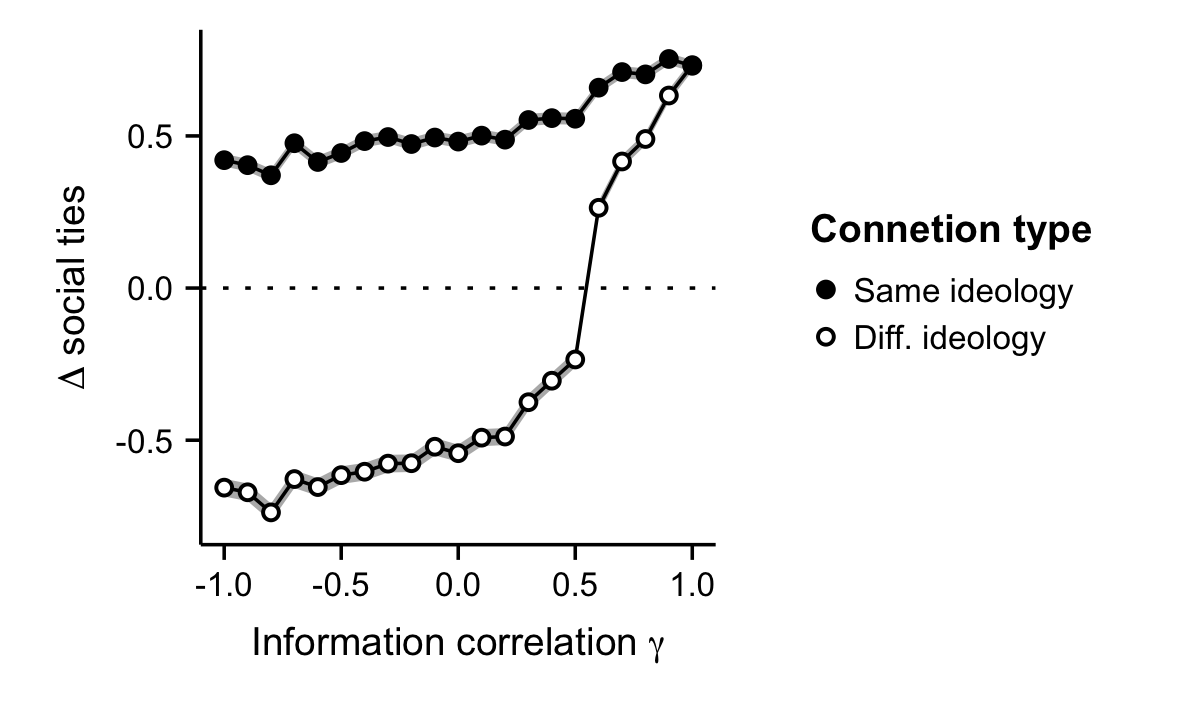 0.5
0.0
-0.5
Δ social ties
-1.0 -0.5 0.0 0.5 1.0
Information correlation γ
Connetion type
Same ideology
Diff. ideology